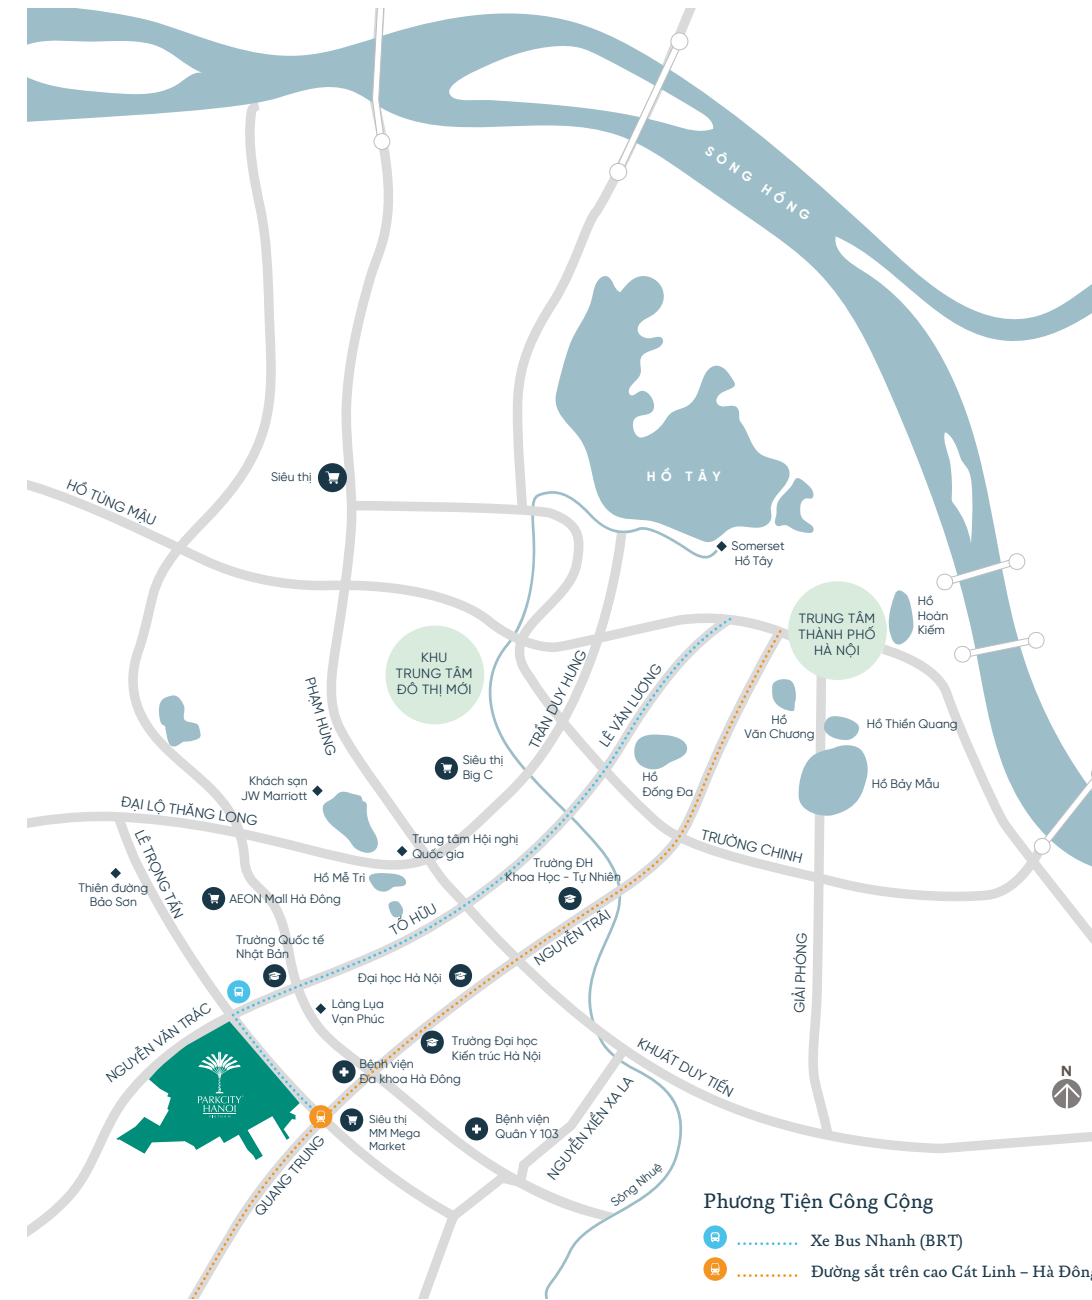 SÔNG HỒNG
HỒ TÂY
Siêu thị
HỒ TÙNG MẬU
Somerset
Hồ Tây
TRUNG TÂM
THÀNH PHỐ
HÀ NỘI
Hồ
Hoàn
Kiếm
KHU
TRUNG TÂM
ĐÔ THỊ MỚI
PHẠM HÙNG
TRẦN DUY HƯNG
LÊ VĂN LƯƠNG
Hồ
Văn Chương
Hồ Thiền Quang
Siêu thị
Big C
Hồ
Đống Đa
Hồ Bảy Mẫu
Khách sạn
JW Marriott
ĐẠI LỘ THĂNG LONG
LÊ TRỌNG TẤN
Trung tâm Hội nghị
Quốc gia
TRƯỜNG CHINH
Trường ĐH
Khoa Học - Tự Nhiên
Hồ Mễ Trì
Thiên đường
Bảo Sơn
AEON Mall Hà Đông
TỐ HỮU
NGUYỄN TRÃI
Trường Quốc tế
Nhật Bản
Đại học Hà Nội
GIẢI PHÓNG
Làng Lụa
Vạn Phúc
NGUYỄN VĂN TRÁC
Trường Đại học
Kiến trúc Hà Nội
KHUẤT DUY TIẾN
Bệnh viện
Đa khoa Hà Đông
PARKCITY
HANOI
VIETNAM
N
Siêu thị
MM Mega
Market
Bệnh viện
Quân Y 103
NGUYỄN XIỂN XA LA
QUANG TRUNG
Sông Nhuệ
Phương Tiện Công Cộng
Xe Bus Nhanh (BRT)
Đường sắt trên cao Cát Linh – Hà Đông